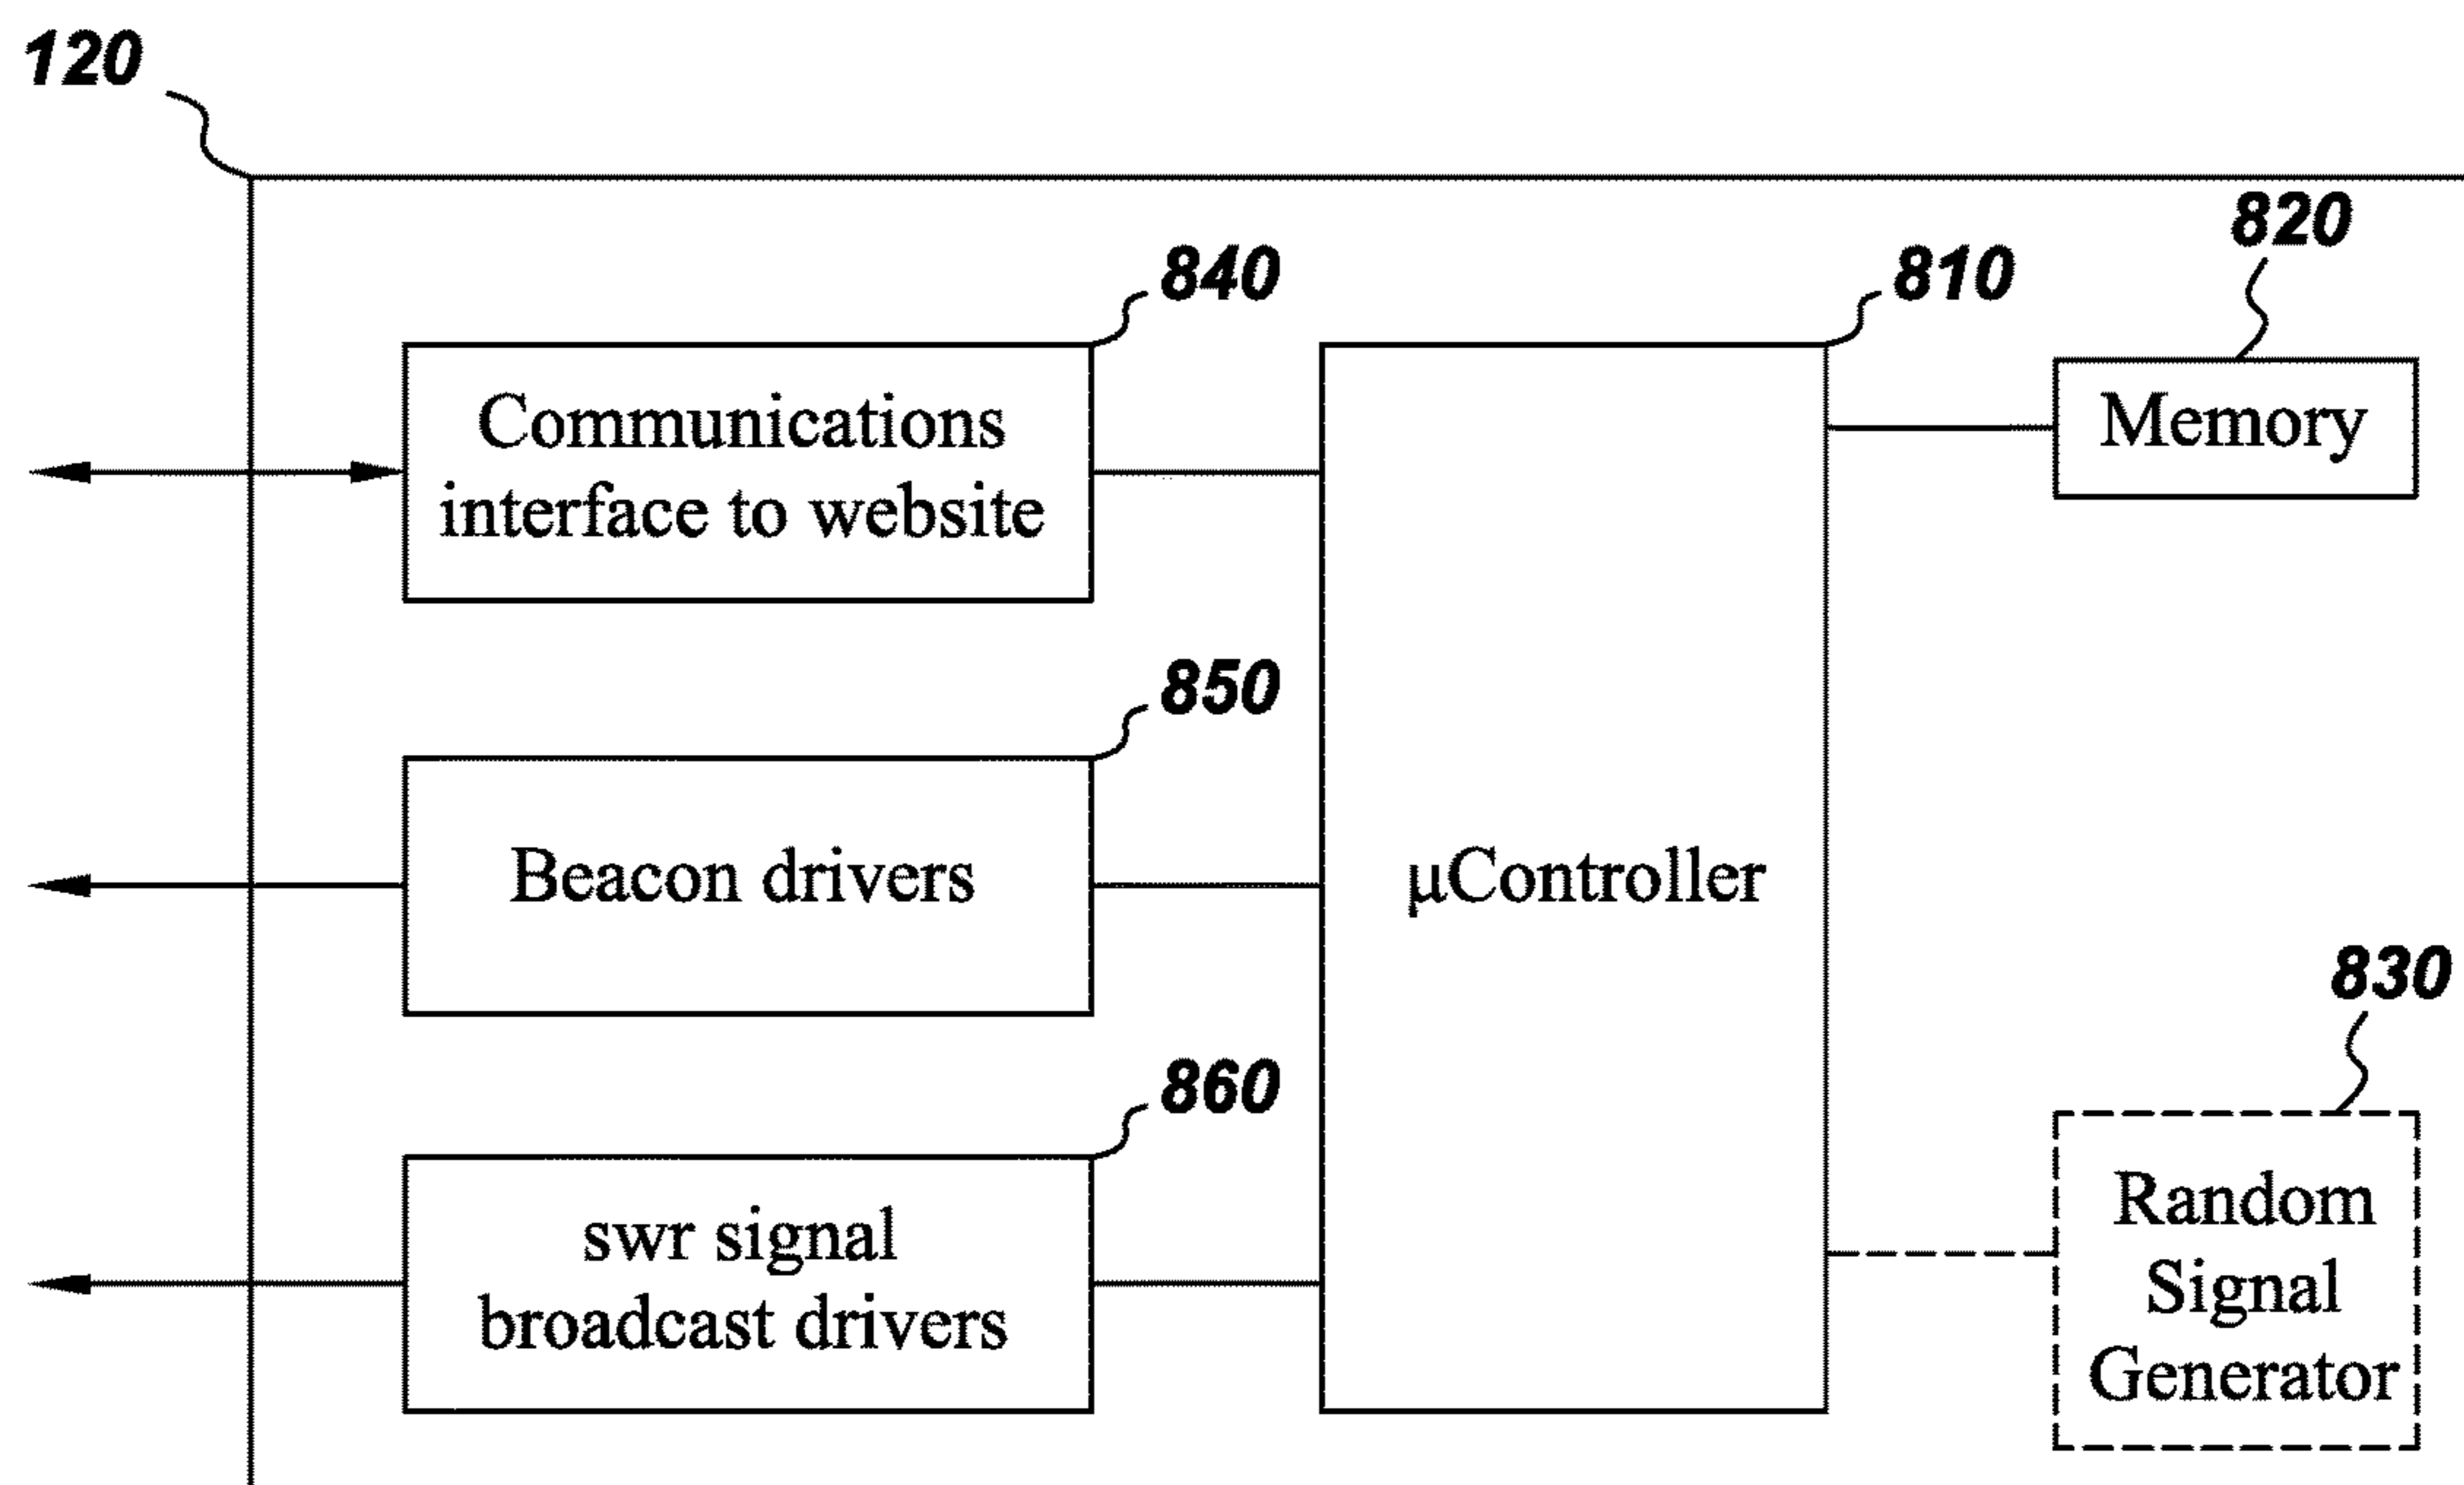 120
820
840
810
Communications
interface to website
Memory
850
Beacon drivers
µController
830
860
swr signal
broadcast drivers
Random
Signal
Generator